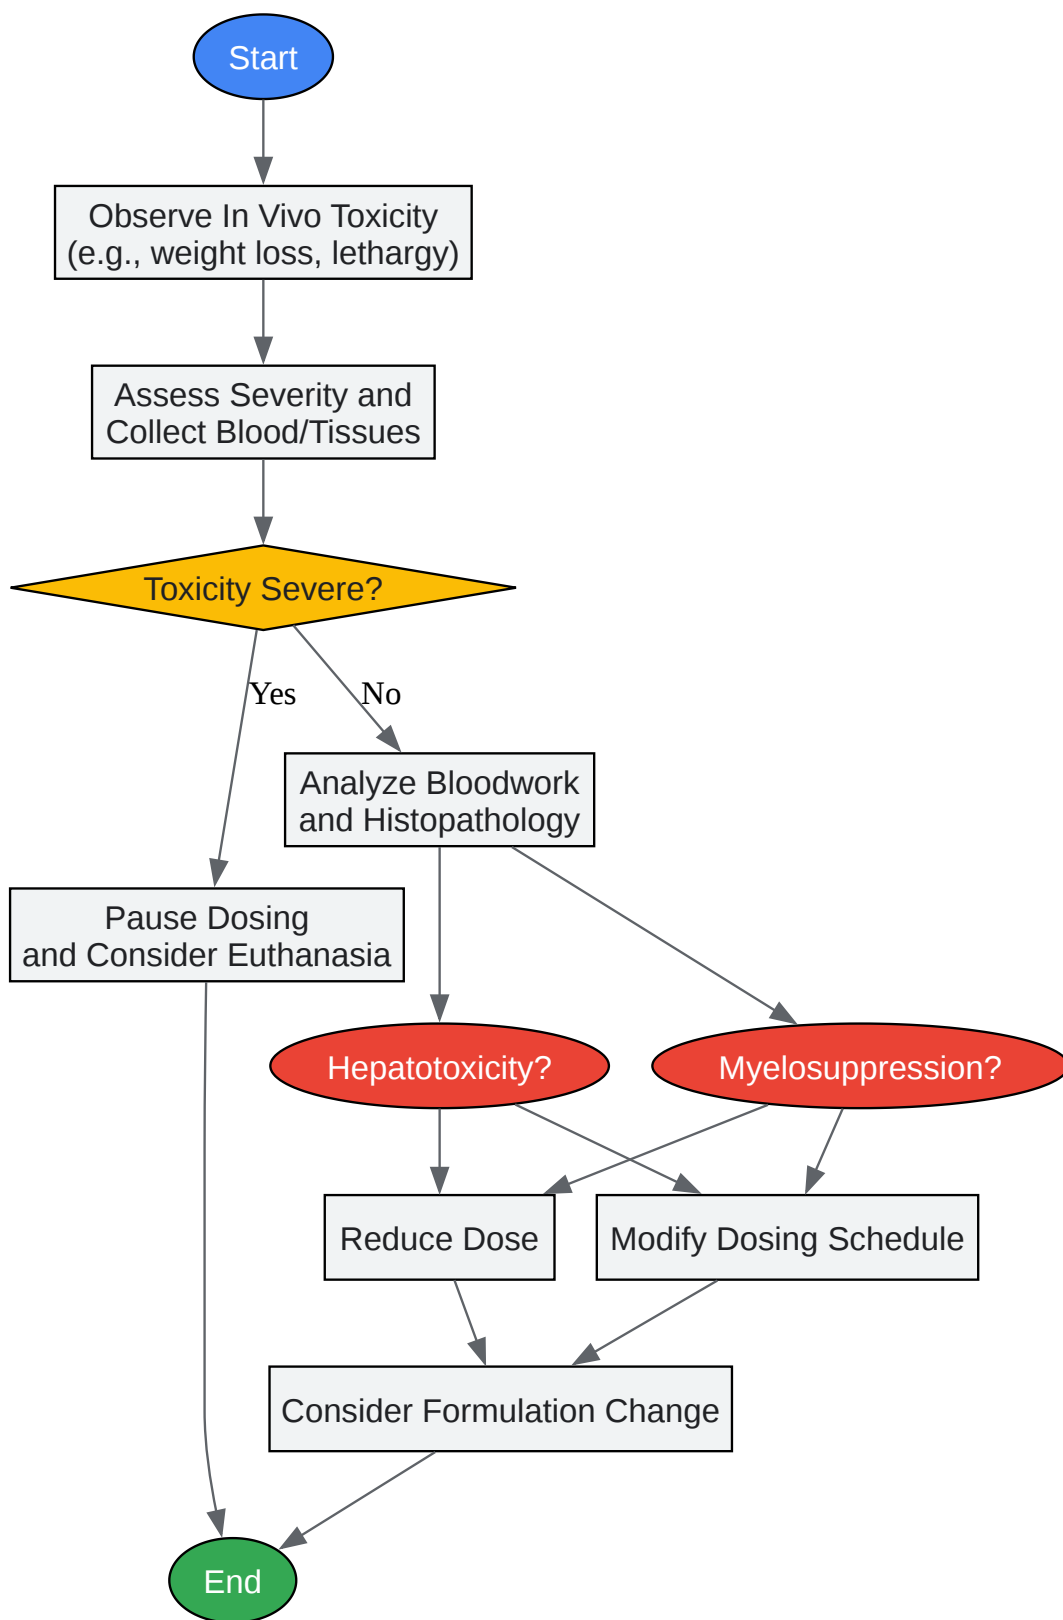 Start
Observe In Vivo Toxicity
(e.g., weight loss, lethargy)
Assess Severity and
Collect Blood/Tissues
Toxicity Severe?
Yes
No
Analyze Bloodwork
and Histopathology
Pause Dosing
and Consider Euthanasia
Hepatotoxicity?
Myelosuppression?
Reduce Dose
Modify Dosing Schedule
Consider Formulation Change
End